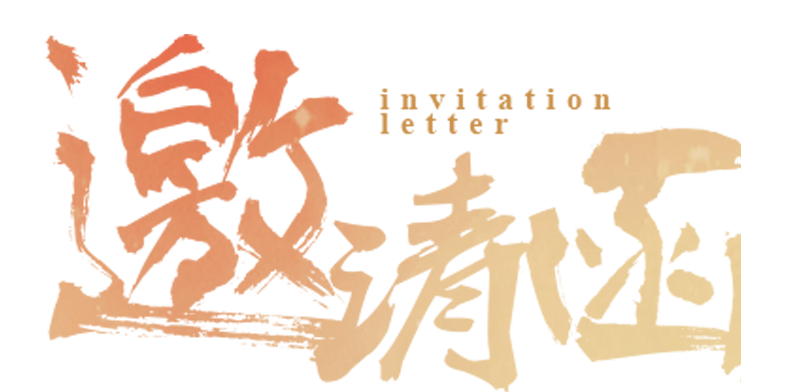 邀请函
invitation
letter